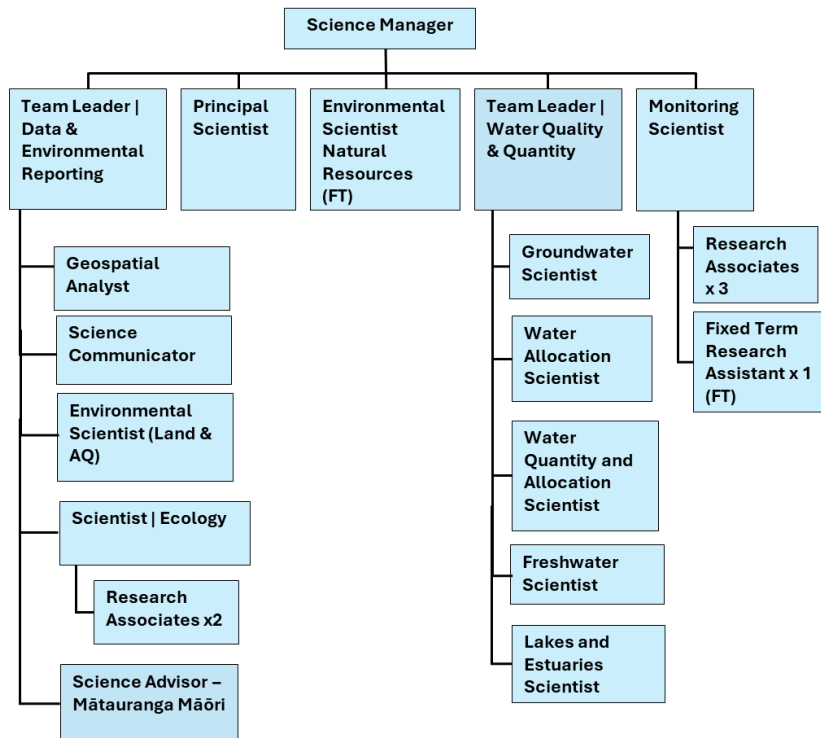 Science Manager
Team Leader |
Data &
Environmental
Reporting
Principal
Scientist
Environmental
Scientist
Natural
Resources
(FT)
Team Leader |
Water Quality
& Quantity
Monitoring
Scientist
Geospatial
Analyst
Science
Communicator
Environmental
Scientist (Land &
AQ)
Scientist | Ecology
Research
Associates x2
Science Advisor –
Mātauranga Māōri
Groundwater
Scientist
Water
Allocation
Scientist
Water
Quantity and
Allocation
Scientist
Freshwater
Scientist
Lakes and
Estuaries
Scientist
Research
Associates
x 3
Fixed Term
Research
Assistant x 1
(FT)